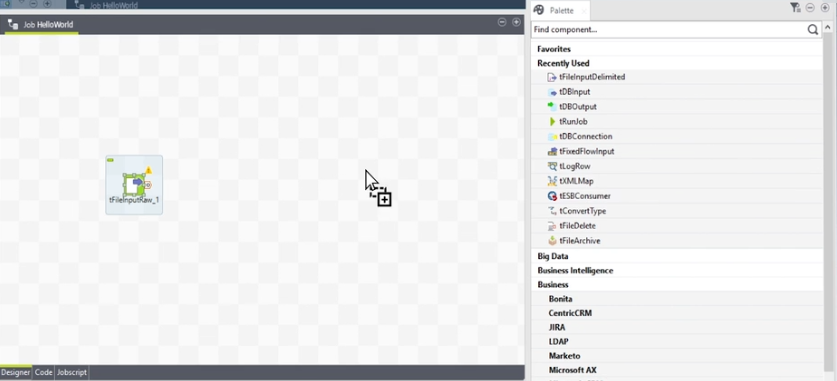 Job HelloWorld
Job HelloWorld
tFileInputRaw_1
Designer
Code
Jobscript
Palette
Find component...
Favorites
Recently Used
tFileInputDelimited
tDBInput
tDBOutput
tRunJob
tDBConnection
tFixedFlowInput
tLogRow
tXMLMap
tESBConsumer
tConvertType
tFileDelete
tFileArchive
Big Data
Business Intelligence
Business
Bonita
CentricCRM
JIRA
LDAP
Marketo
Microsoft AX